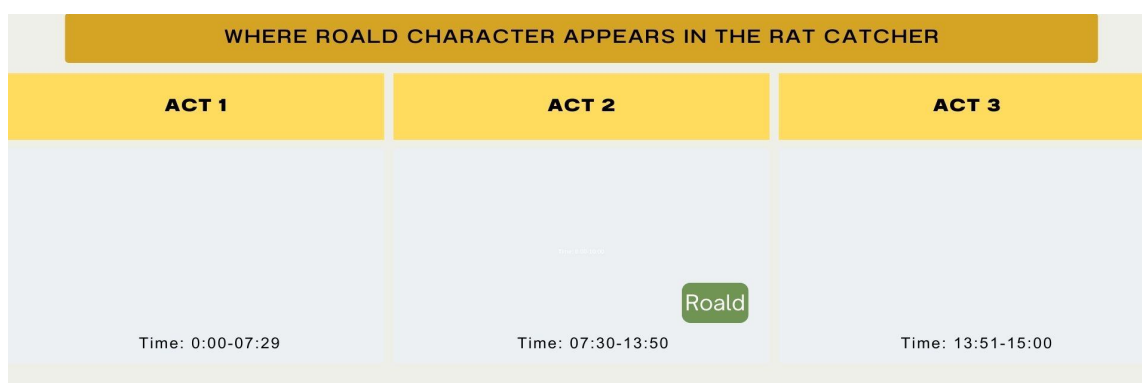 WHERE ROALD CHARACTER APPEARS IN THE RAT CATCHER
ACT 1
ACT 2
ACT 3
Roald
Time: 0:00-07:29
Time: 07:30-13:50
Time: 13:51-15:00